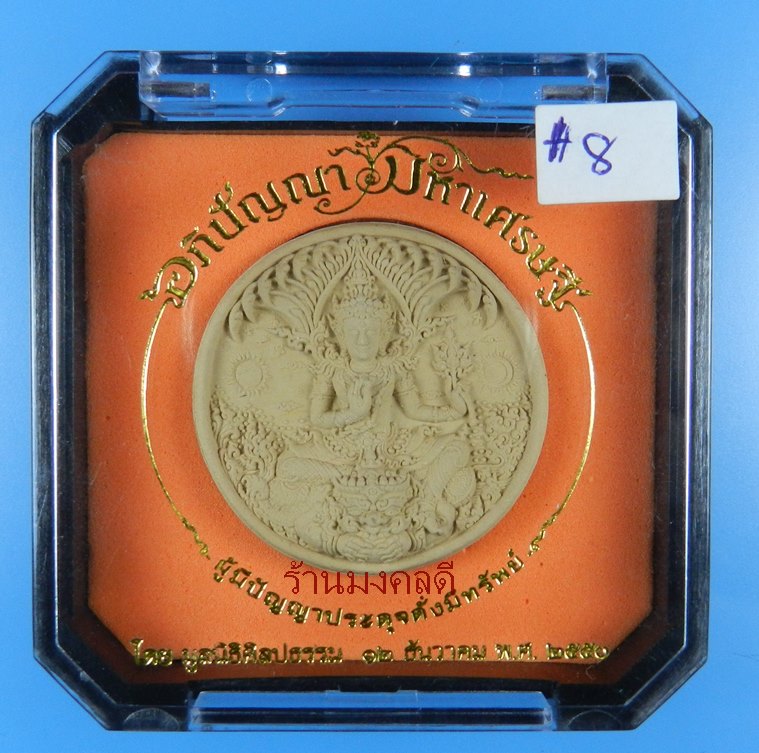 #8
อภิปัญญา มหาเศรษฐี
ร้านมงคลดี
ผู้มีปัญญาประดุจดั่งมีทรัพย์
โดย มูลนิธิศิลปธรรม ๑๒ ธันวาคม พ.ศ. ๒๕๕๐